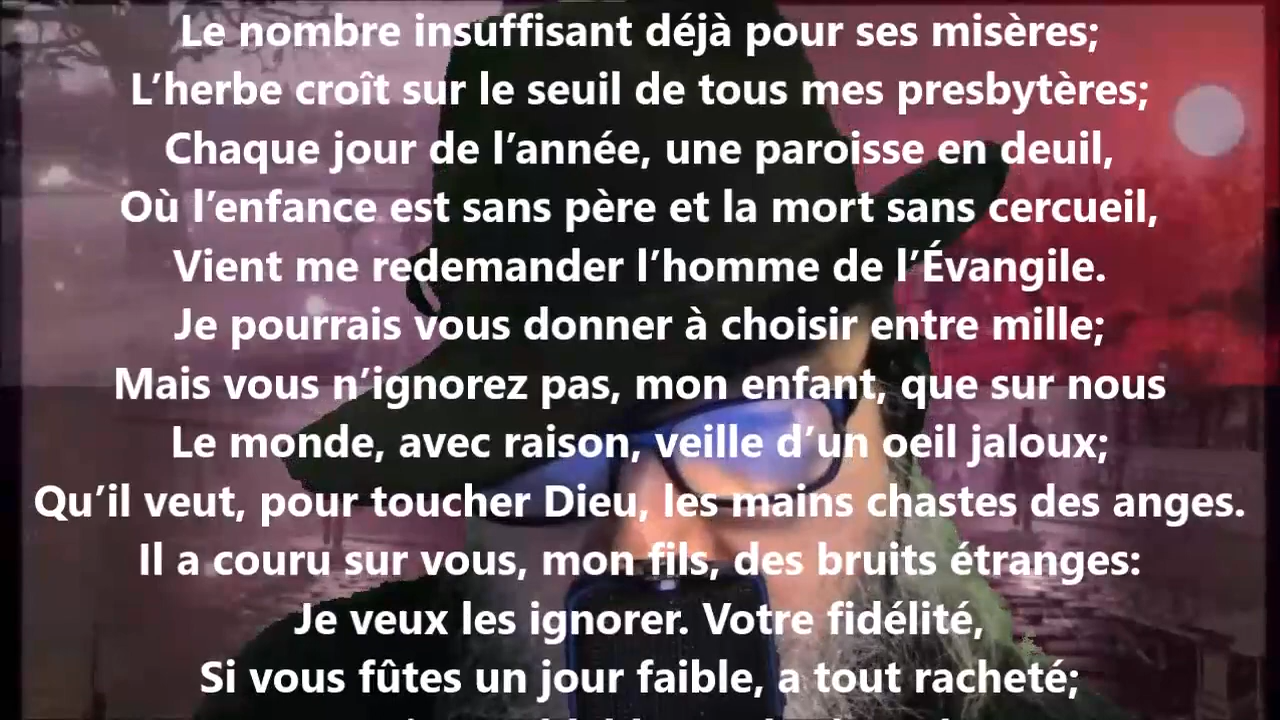 Le nombre insuffisant déjà pour ses misères;
L’herbe croît sur le seuil de tous mes presbytères;
Chaque jour de l’année, une paroisse en deuil,
Où l’enfance est sans père et la mort sans cercueil,
Vient me redemander l’homme de l’Évangile.
Je pourrais vous donner à choisir entre mille;
Mais vous n’ignorez pas, mon enfant, que sur nous
Le monde, avec raison, veille d’un oeil jaloux;
Qu’il veut, pour toucher Dieu, les mains chastes des anges.
Il a couru sur vous, mon fils, des bruits étranges:
Je veux les ignorer. Votre fidélité,
Si vous fûtes un jour faible, a tout racheté;